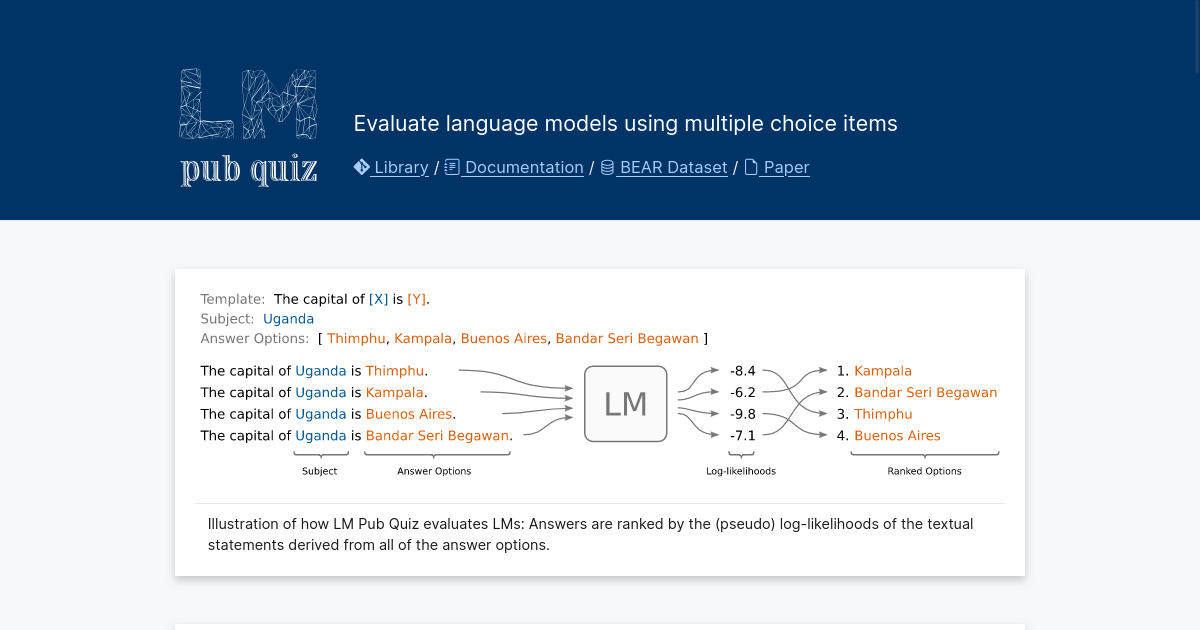 LM
pub quiz
Evaluate language models using multiple choice items
Library / Documentation / BEAR Dataset / Paper
Template: The capital of [X] is [Y].
Subject: Uganda
Answer Options: [ Thimphu, Kampala, Buenos Aires, Bandar Seri Begawan ]
The capital of Uganda is Thimphu. -8.4 1. Kampala
The capital of Uganda is Kampala. -6.2 2. Bandar Seri Begawan
The capital of Uganda is Buenos Aires. -9.8 3. Thimphu
The capital of Uganda is Bandar Seri Begawan. -7.1 4. Buenos Aires
LM
Subject Answer Options Log-likelihoods Ranked Options
Illustration of how LM Pub Quiz evaluates LMs: Answers are ranked by the (pseudo) log-likelihoods of the textual
statements derived from all of the answer options.